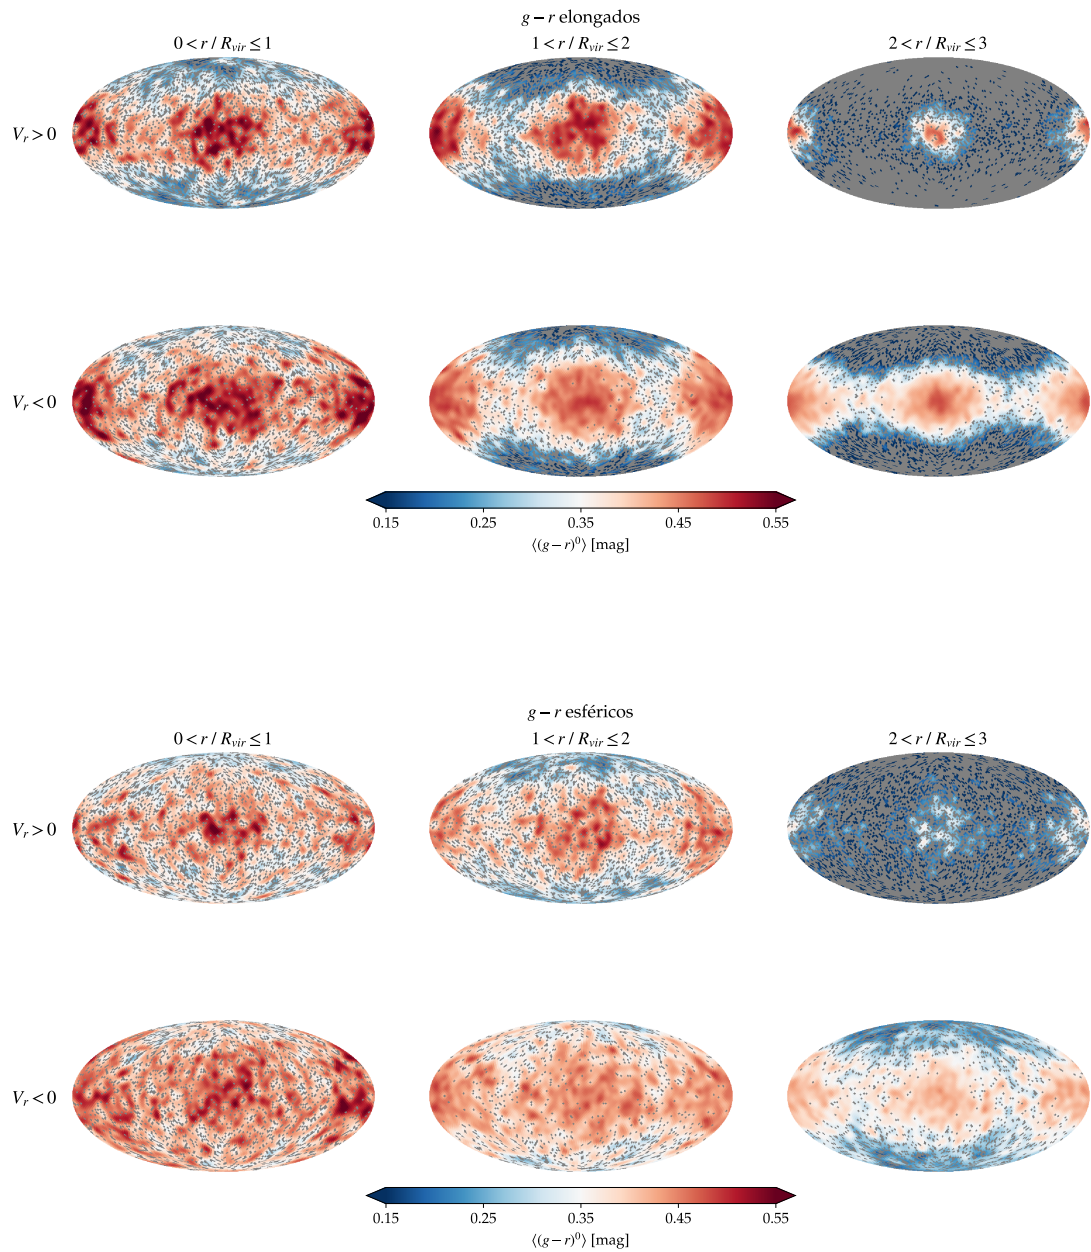 g − r elongados
0 < r / R_vir ≤ 1
1 < r / R_vir ≤ 2
2 < r / R_vir ≤ 3
V_r > 0
V_r < 0
0.15 0.25 0.35 0.45 0.55
⟨(g − r)^0⟩ [mag]
g − r esféricos
0 < r / R_vir ≤ 1
1 < r / R_vir ≤ 2
2 < r / R_vir ≤ 3
V_r > 0
V_r < 0
0.15 0.25 0.35 0.45 0.55
⟨(g − r)^0⟩ [mag]